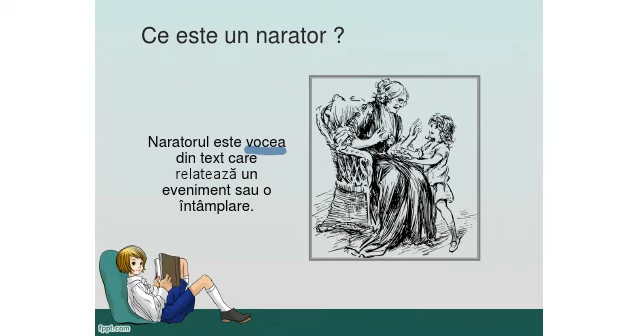 Ce este un narator ?
Naratorul este vocea
din text care
relatează un
eveniment sau o
întâmplare.
fppt.com